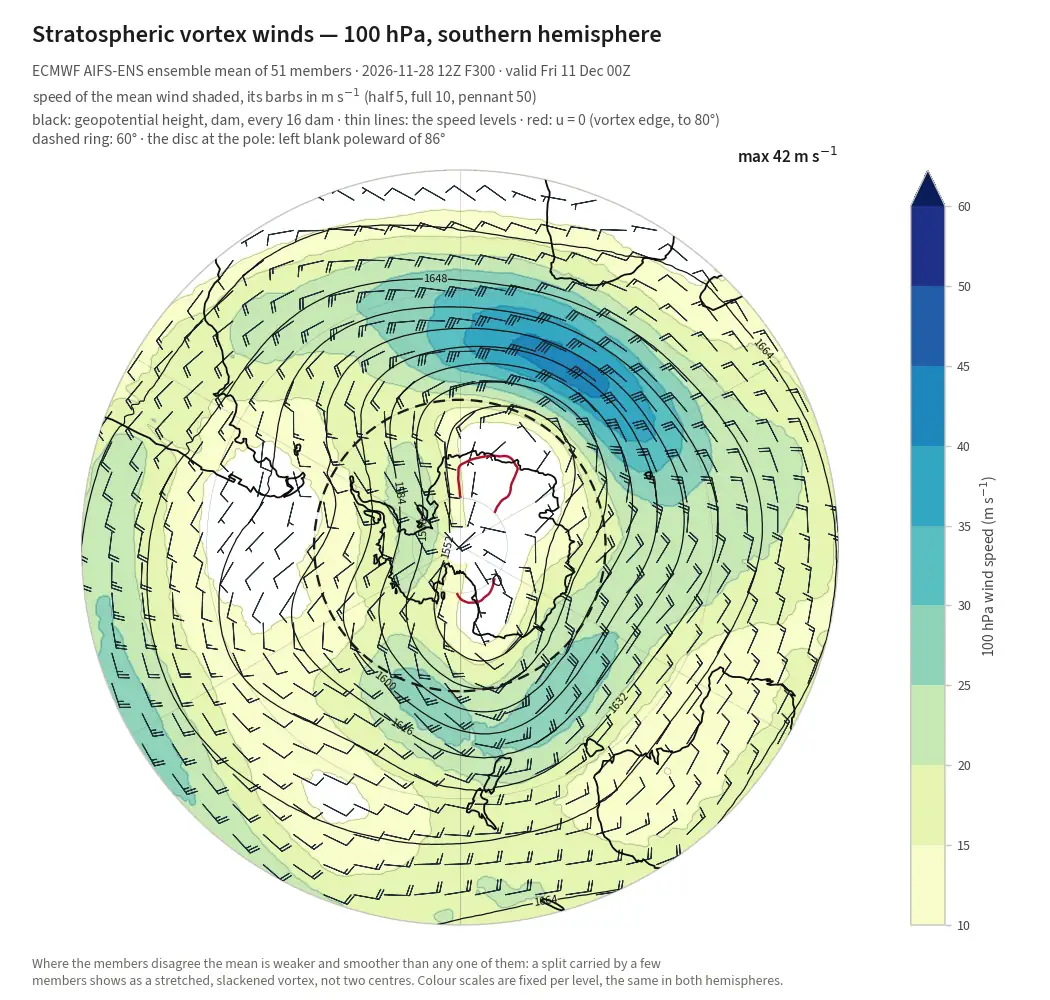 Stratospheric vortex winds — 100 hPa, southern hemisphere
ECMWF AIFS-ENS ensemble mean of 51 members · 2026-11-28 12Z F300 · valid Fri 11 Dec 00Z
speed of the mean wind shaded, its barbs in m s⁻¹ (half 5, full 10, pennant 50)
black: geopotential height, dam, every 16 dam · thin lines: the speed levels · red: u = 0 (vortex edge, to 80°)
dashed ring: 60° · the disc at the pole: left blank poleward of 86°
max 42 m s⁻¹
1648
1664
1584
1552
1600
1616
1632
1664
60
50
45
40
35
30
25
20
15
10
100 hPa wind speed (m s⁻¹)
Where the members disagree the mean is weaker and smoother than any one of them: a split carried by a few
members shows as a stretched, slackened vortex, not two centres. Colour scales are fixed per level, the same in both hemispheres.